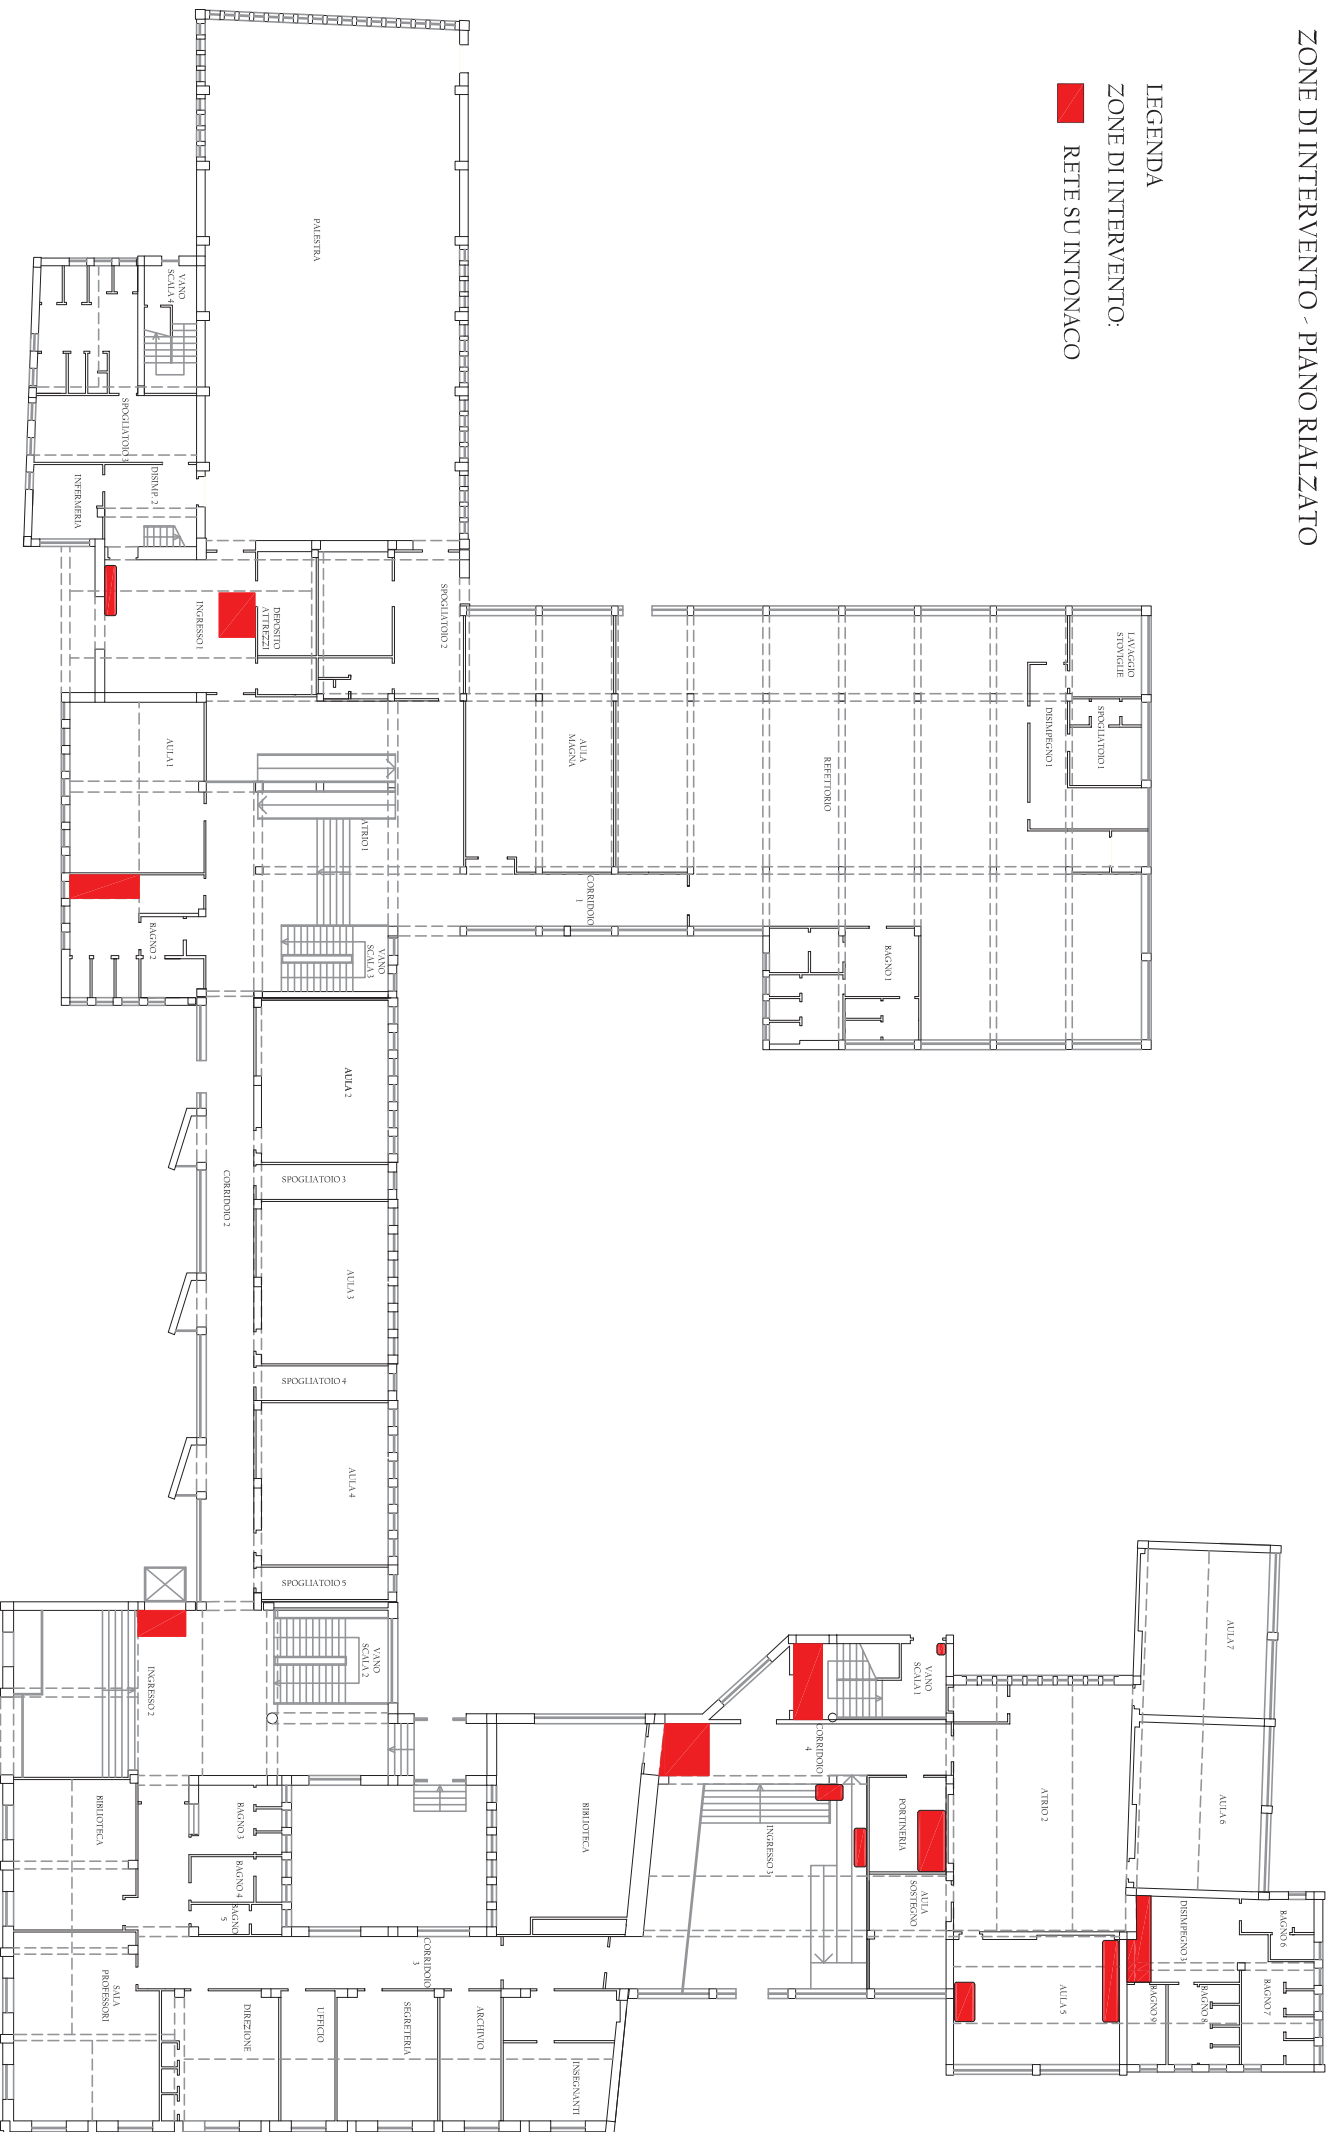 ZONE DI INTERVENTO - PIANO RIALZATO
LEGENDA
ZONE DI INTERVENTO:
RETE SU INTONACO
PALESTRA
VANO
SCALA 4
SPOGLIATOIO 3
DISIMP. 2
INFERMERIA
INGRESSO 1
DEPOSITO
ATTREZZI
SPOGLIATOIO 2
LAVAGGIO
STOVIGLIE
SPOGLIATOIO 1
DISIMPEGNO 1
REFETTORIO
AULA
MAGNA
AULA 1
ATRIO 1
CORRIDOIO
1
BAGNO 1
BAGNO 2
VANO
SCALA 3
AULA 2
SPOGLIATOIO 3
CORRIDOIO 2
AULA 3
SPOGLIATOIO 4
AULA 4
SPOGLIATOIO 5
VANO
SCALA 2
INGRESSO 2
VANO
SCALA 1
CORRIDOIO
4
AULA 7
AULA 6
ATRIO 2
PORTINERIA
INGRESSO 3
BIBLIOTECA
BIBLIOTECA
BAGNO 3
BAGNO 4
BAGNO
5
AULA
SOSTEGNO
DISIMPEGNO 3
BAGNO 6
BAGNO 7
BAGNO 8
BAGNO 9
AULA 5
CORRIDOIO
3
SALA
PROFESSORI
DIREZIONE
UFFICIO
SEGRETERIA
ARCHIVIO
INSEGNANTI